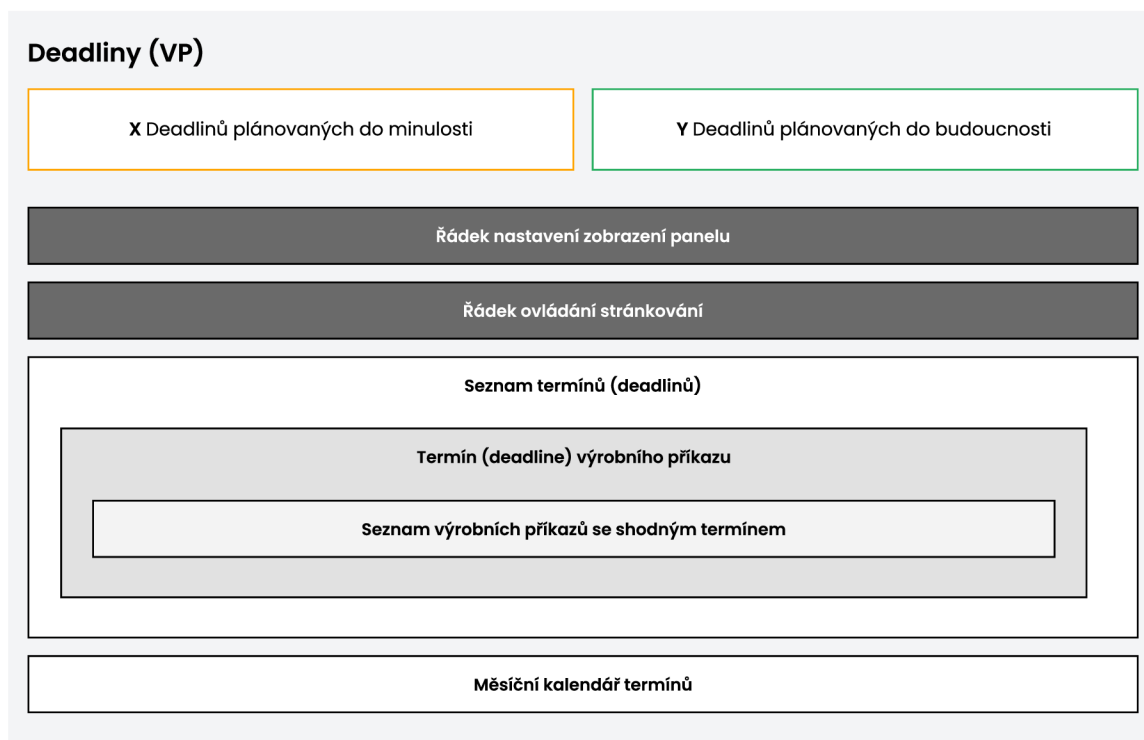 Deadliny (VP)
X Deadlinů plánovaných do minulosti
Y Deadlinů plánovaných do budoucnosti
Řádek nastavení zobrazení panelu
Řádek ovládání stránkování
Seznam termínů (deadlinů)
Termín (deadline) výrobního příkazu
Seznam výrobních příkazů se shodným termínem
Měsíční kalendář termínů